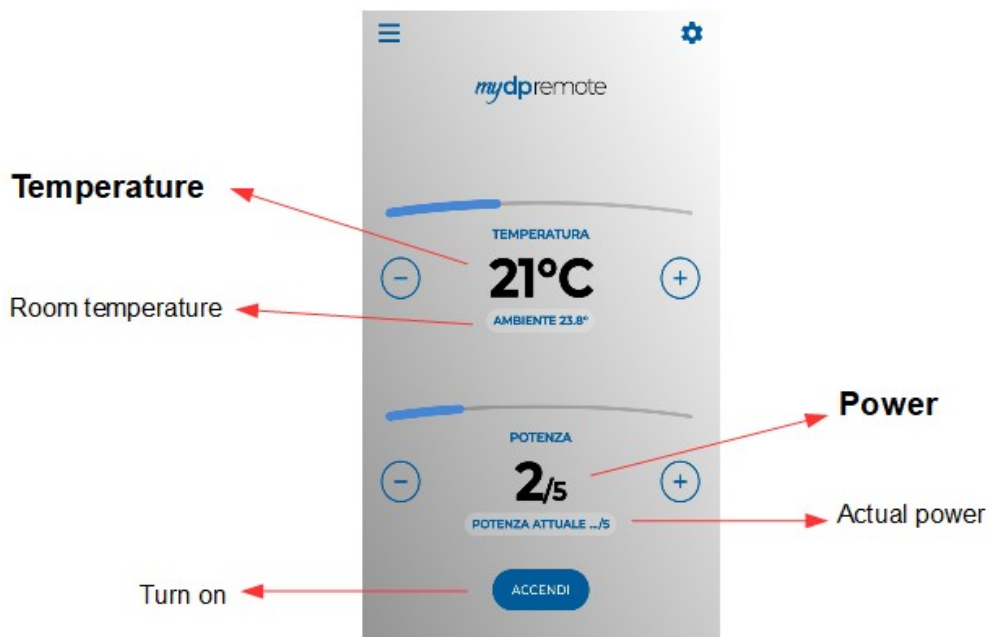 mydpremote
Temperature
TEMPERATURA
21°C
Room temperature
AMBIENTE 23.8°
Power
POTENZA
2/5
POTENZA ATTUALE .../5
Actual power
Turn on
ACCENDI